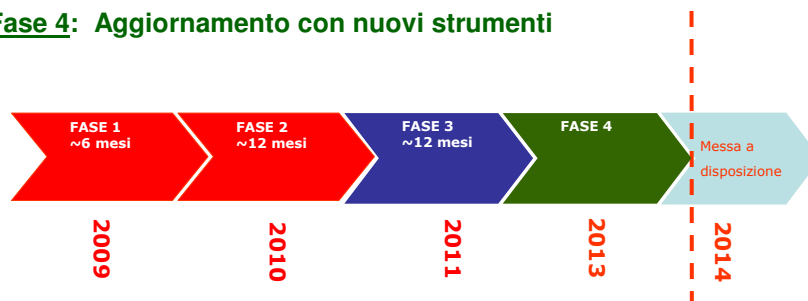 Fase 4: Aggiornamento con nuovi strumenti
FASE 1
~6 mesi
FASE 2
~12 mesi
FASE 3
~12 mesi
FASE 4
Messa a
disposizione
2009
2010
2011
2013
2014